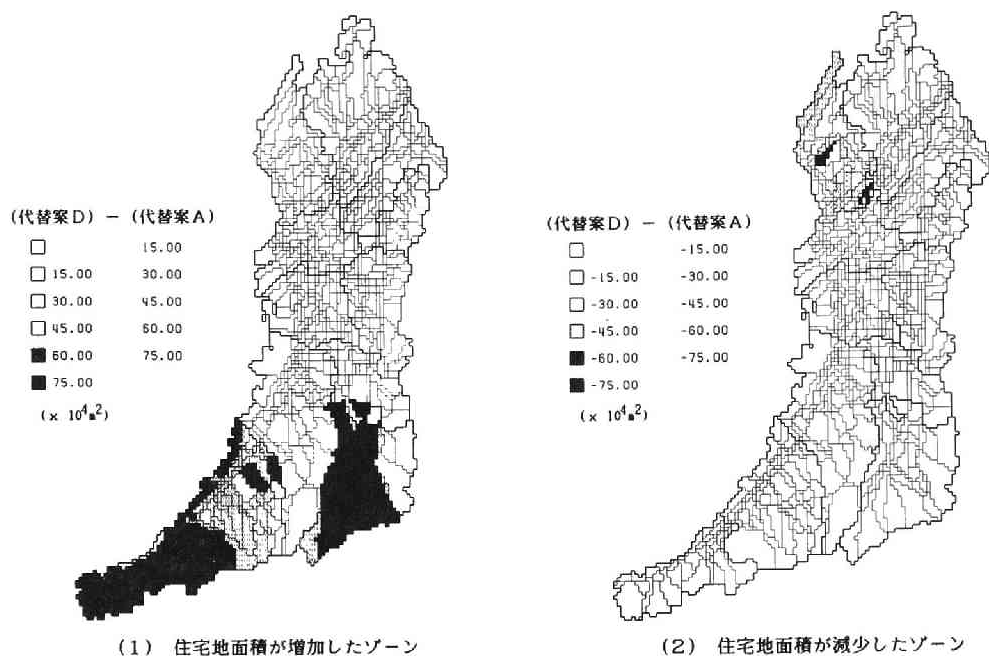 (代替案D) － (代替案A)
15.00
15.00 30.00
30.00 45.00
45.00 60.00
60.00 75.00
75.00
(× 10⁴m²)
(1) 住宅地面積が増加したゾーン
(代替案D) － (代替案A)
-15.00
-15.00 -30.00
-30.00 -45.00
-45.00 -60.00
-60.00 -75.00
-75.00
(× 10⁴m²)
(2) 住宅地面積が減少したゾーン